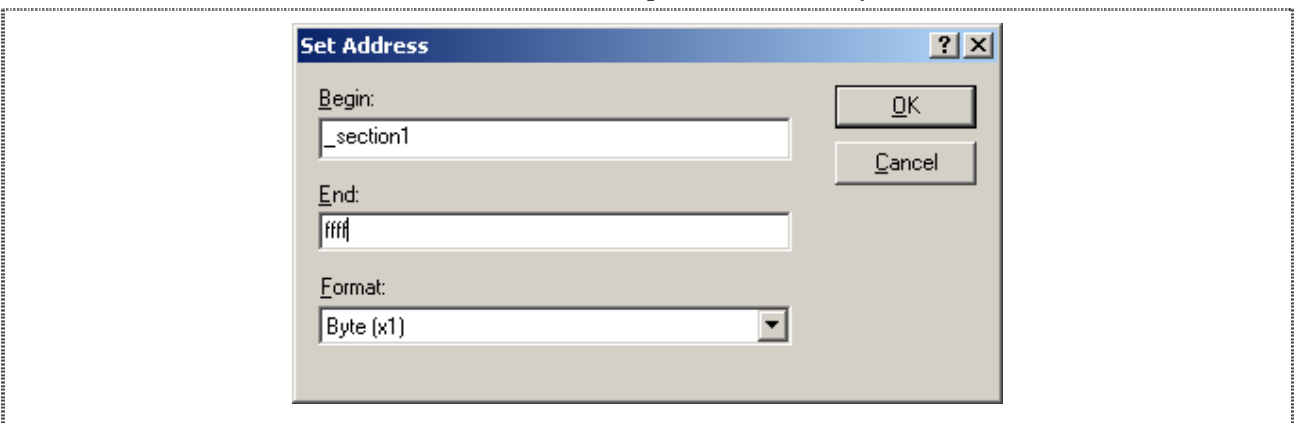 Set Address
Begin:
OK
_section1
Cancel
End:
ffff
Format:
Byte (x1)